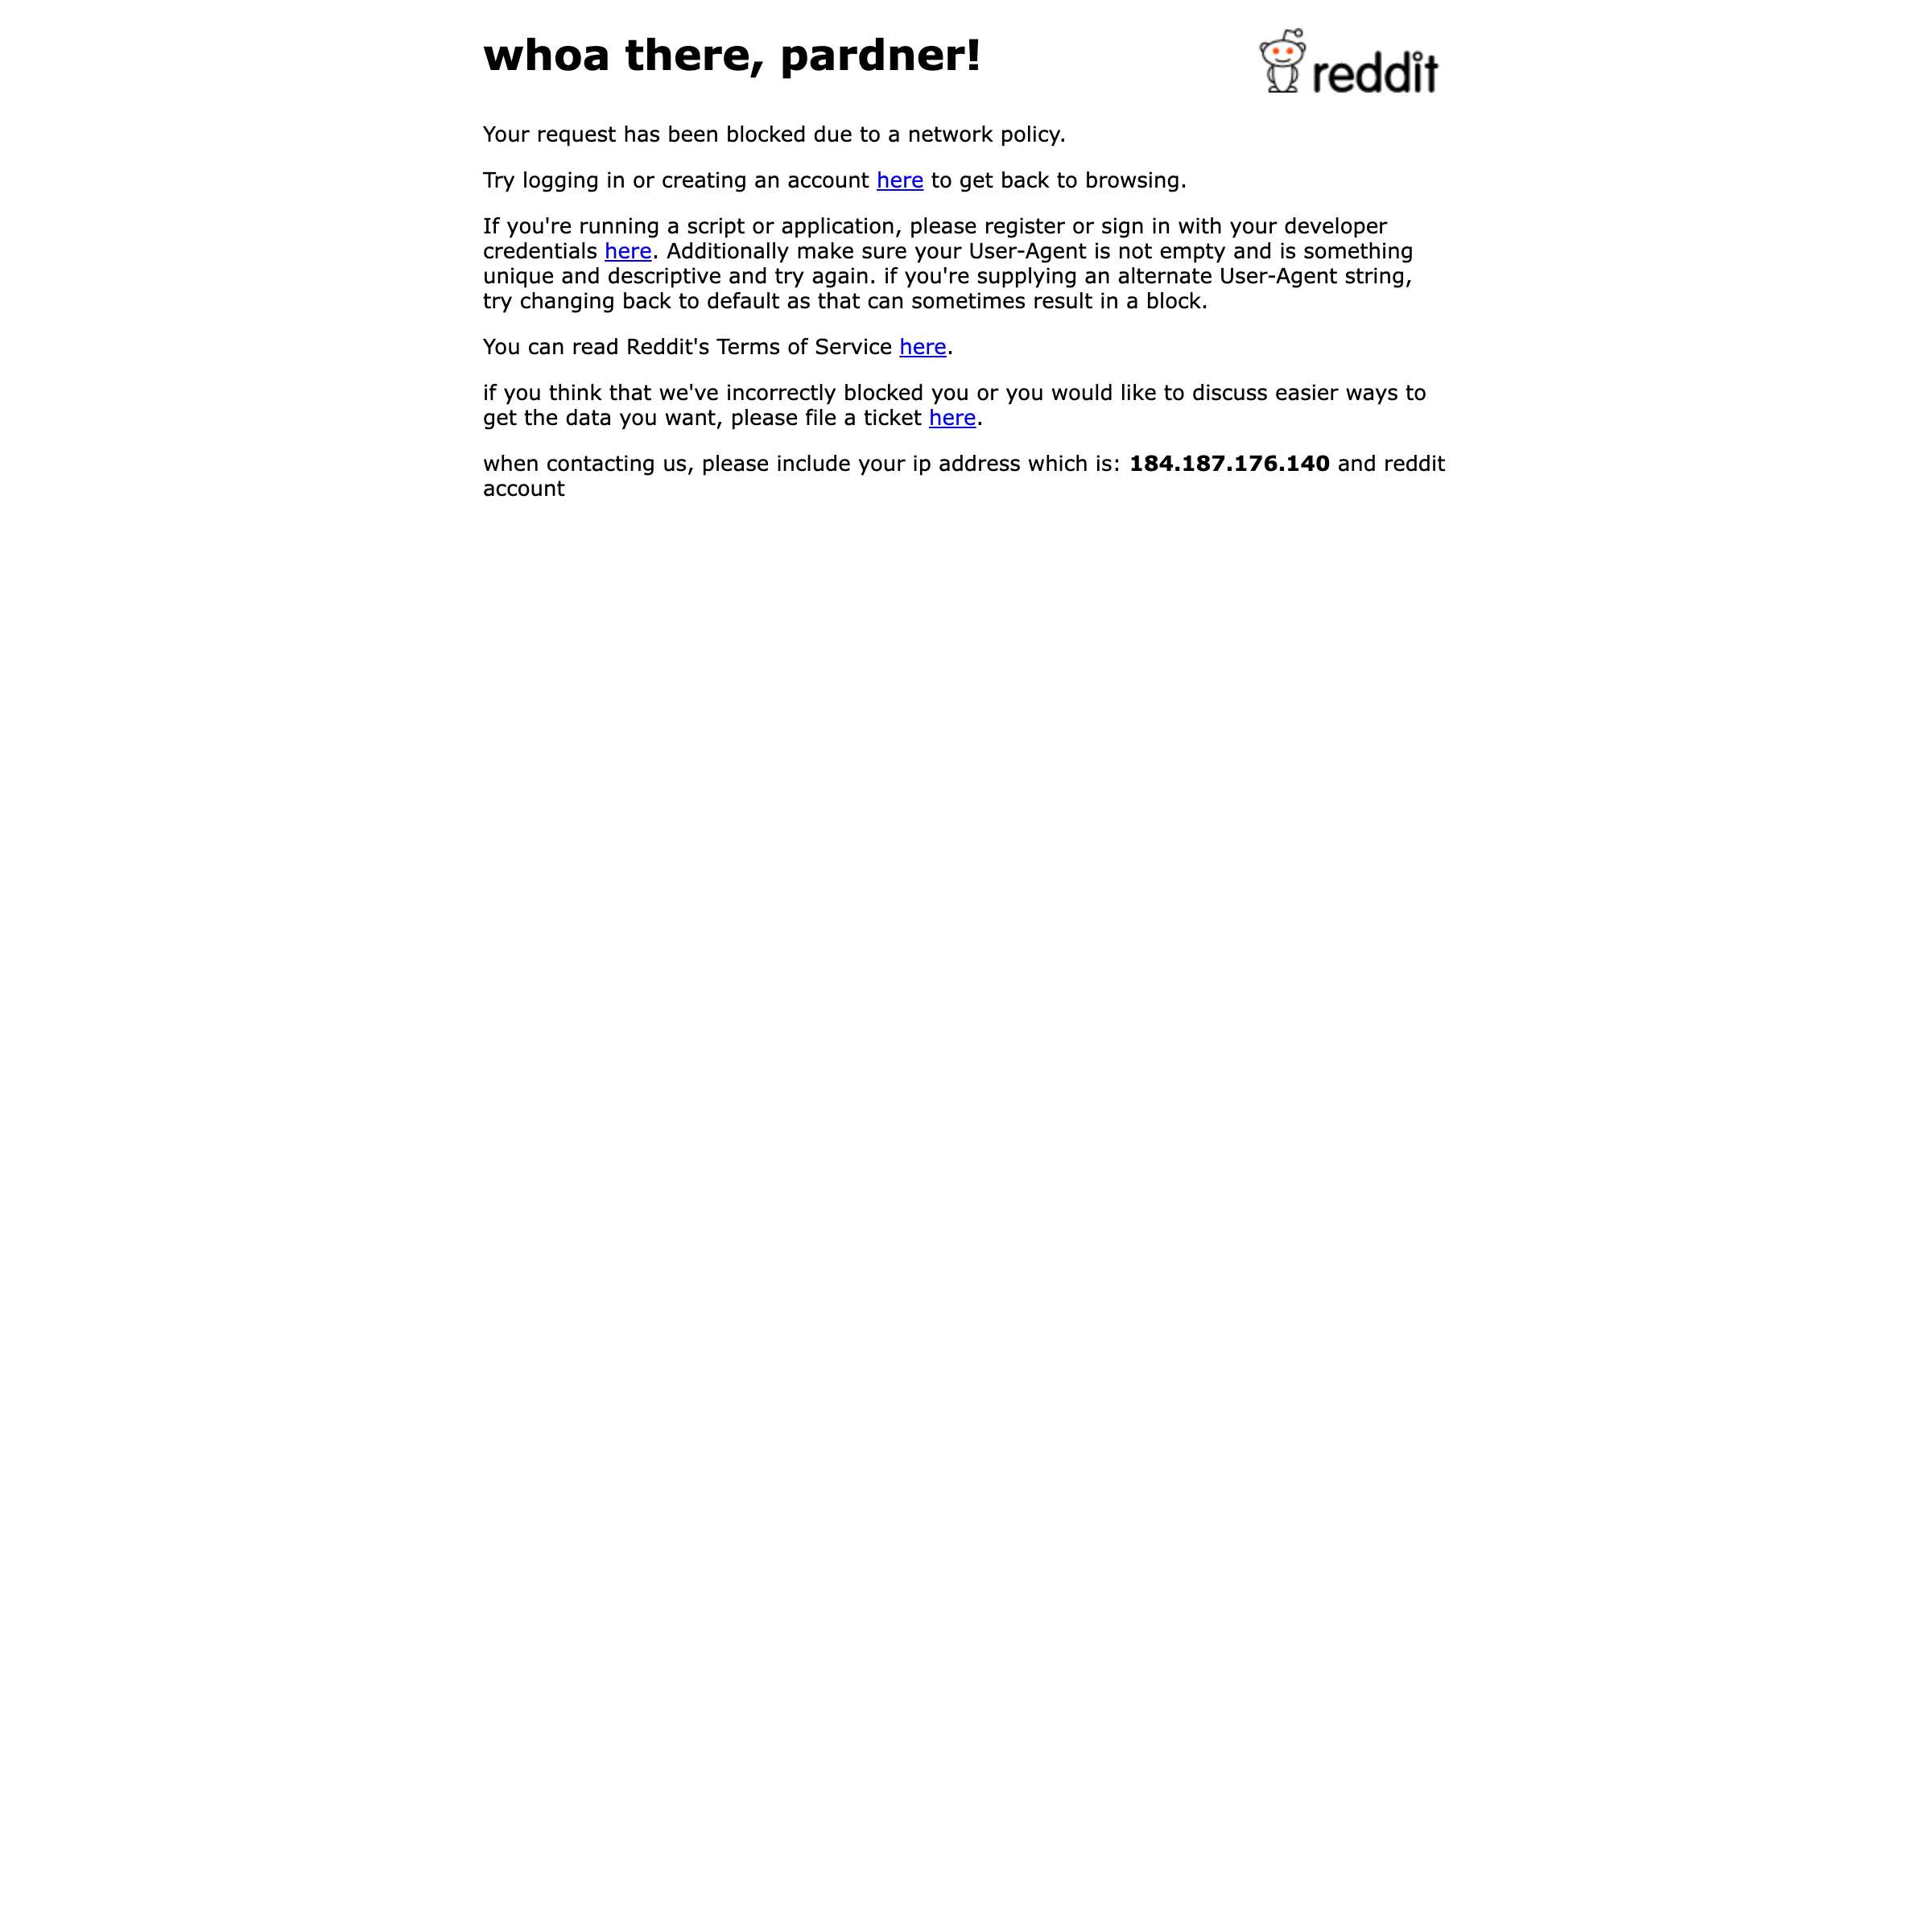 whoa there, pardner!
reddit
Your request has been blocked due to a network policy.
Try logging in or creating an account here to get back to browsing.
If you're running a script or application, please register or sign in with your developer
credentials here. Additionally make sure your User-Agent is not empty and is something
unique and descriptive and try again. if you're supplying an alternate User-Agent string,
try changing back to default as that can sometimes result in a block.
You can read Reddit's Terms of Service here.
if you think that we've incorrectly blocked you or you would like to discuss easier ways to
get the data you want, please file a ticket here.
when contacting us, please include your ip address which is: 184.187.176.140 and reddit
account